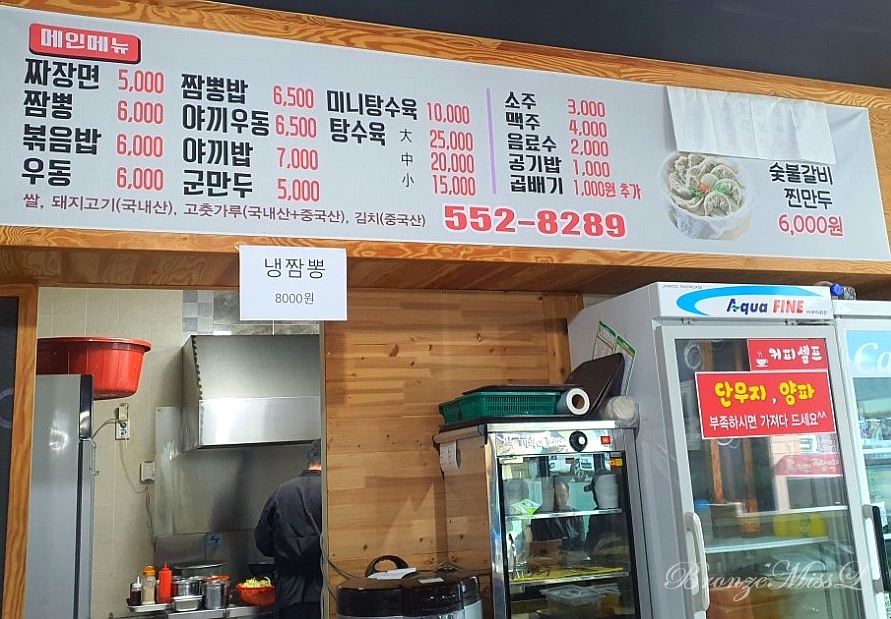 메인메뉴
짜장면 5,000
짬뽕 6,000
볶음밥 6,000
우동 6,000
짬뽕밥 6,500
야끼우동 6,500
야끼밥 7,000
군만두 5,000
미니탕수육 10,000
탕수육 大 25,000
中 20,000
小 15,000
소주 3,000
맥주 4,000
음료수 2,000
공기밥 1,000
곱배기 1,000원 추가
숯불갈비
찐만두
6,000원
쌀, 돼지고기(국내산), 고춧가루(국내산+중국산), 김치(중국산)
552-8289
냉짬뽕
8000원
Aqua FINE
커피셀프
단무지, 양파
부족하시면 가져다 드세요^^
BronzeMissL